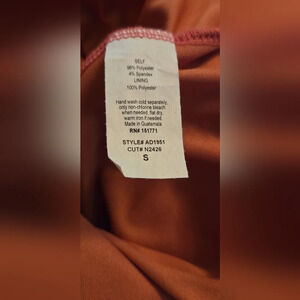 SELF
96% Polyester
4% Spandex
LINING
100% Polyester
Hand wash cold separately,
only non-chlorine bleach
when needed, flat dry,
warm iron if needed.
Made in Guatemala
RN# 151771
STYLE# AD1951
CUT# N2426
S